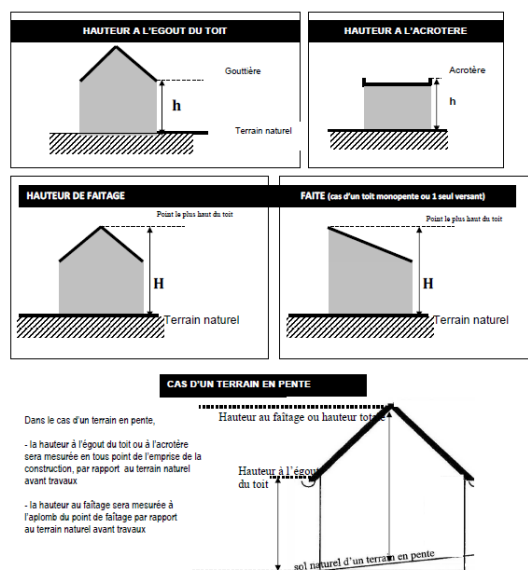 HAUTEUR A L'EGOUT DU TOIT
Gouttière
h
Terrain naturel
HAUTEUR A L'ACROTERE
Acrotère
h
HAUTEUR DE FAITAGE
Point le plus haut du toit
H
Terrain naturel
FAITE (cas d'un toit monopente ou 1 seul versant)
Point le plus haut du toit
H
Terrain naturel
CAS D'UN TERRAIN EN PENTE
Dans le cas d'un terrain en pente,
- la hauteur à l'égout du toit ou à l'acrotère
sera mesurée en tous point de l'emprise de la
construction, par rapport au terrain naturel
avant travaux
- la hauteur au faîtage sera mesurée à
l'aplomb du point de faîtage par rapport
au terrain naturel avant travaux
Hauteur au faîtage ou hauteur totale
Hauteur à l'égout
du toit
sol naturel d'un terrain en pente